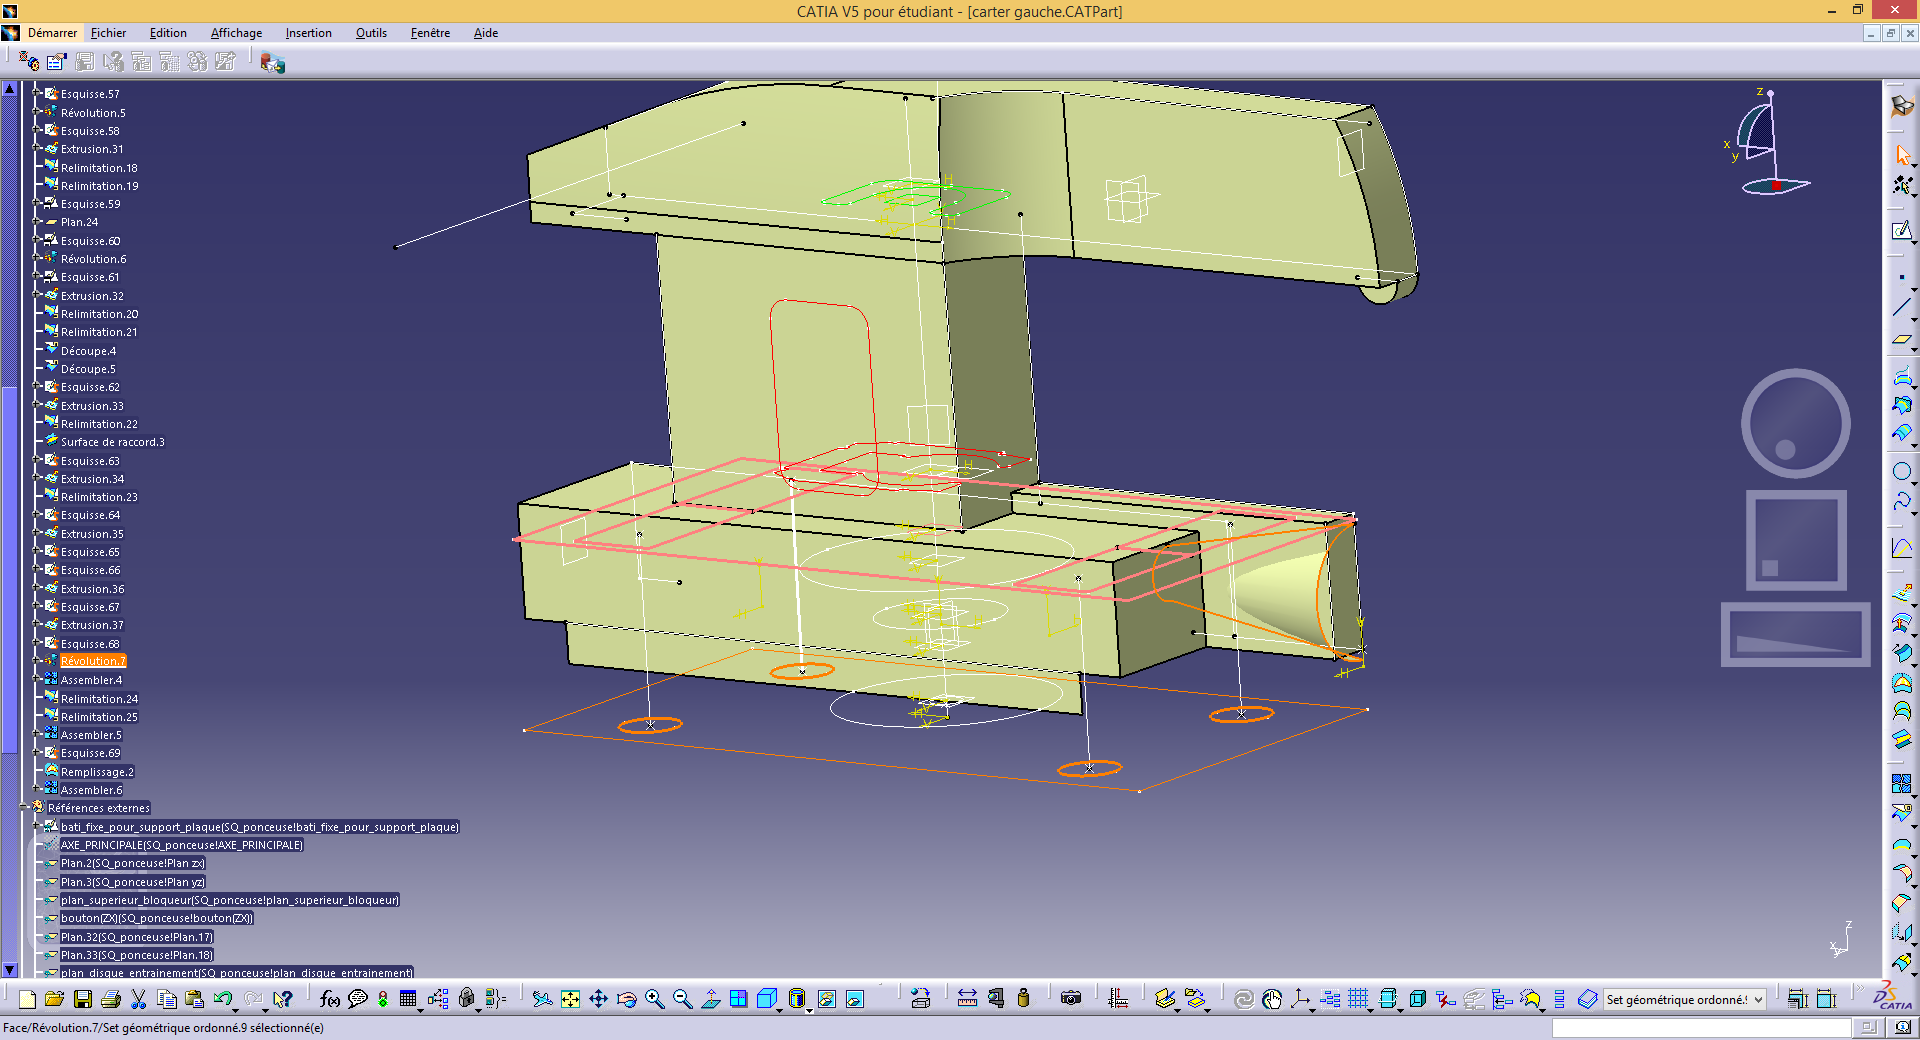 CATIA V5 pour étudiant - [carter gauche.CATPart]
Démarrer Fichier Edition Affichage Insertion Outils Fenêtre Aide
Esquisse.57
Révolution.5
Esquisse.58
Extrusion.31
Relimitation.18
Relimitation.19
Esquisse.59
Plan.24
Esquisse.60
Révolution.6
Esquisse.61
Extrusion.32
Relimitation.20
Relimitation.21
Découpe.4
Découpe.5
Esquisse.62
Extrusion.33
Relimitation.22
Surface de raccord.3
Esquisse.63
Extrusion.34
Relimitation.23
Esquisse.64
Extrusion.35
Esquisse.65
Esquisse.66
Extrusion.36
Esquisse.67
Extrusion.37
Esquisse.68
Révolution.7
Assembler.4
Relimitation.24
Relimitation.25
Assembler.5
Esquisse.69
Remplissage.2
Assembler.6
Références externes
bati_fixe_pour_support_plaque(SQ_ponceuse!bati_fixe_pour_support_plaque)
AXE_PRINCIPALE(SQ_ponceuse!AXE_PRINCIPALE)
Plan.2(SQ_ponceuse!Plan zx)
Plan.3(SQ_ponceuse!Plan yz)
plan_superieur_bloqueur(SQ_ponceuse!plan_superieur_bloqueur)
bouton(ZX)(SQ_ponceuse!bouton(ZX))
Plan.32(SQ_ponceuse!Plan.17)
Plan.33(SQ_ponceuse!Plan.18)
plan_disque_entrainement(SQ_ponceuse!plan_disque_entrainement)
z
x
y
f(x)
Set géométrique ordonné.!
CATIA
Face/Révolution.7/Set géométrique ordonné.9 sélectionné(e)